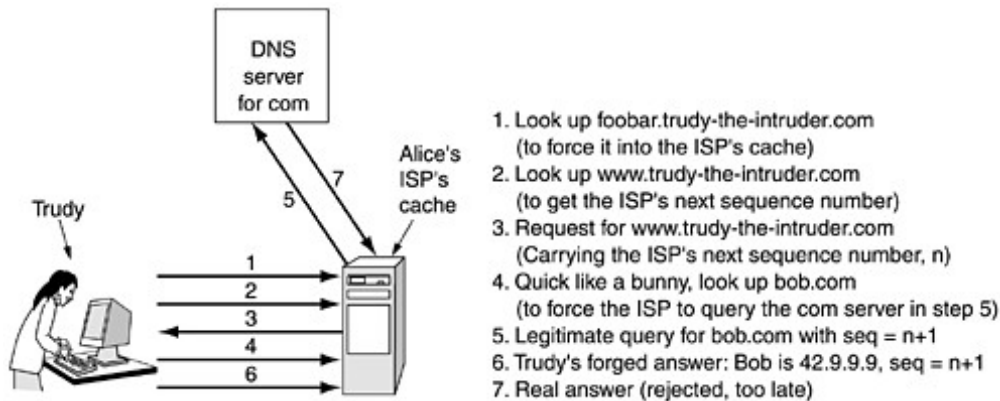 DNS
server
for com
Alice's
ISP's
cache
Trudy
5
7
1
2
3
4
6
1. Look up foobar.trudy-the-intruder.com
(to force it into the ISP's cache)
2. Look up www.trudy-the-intruder.com
(to get the ISP's next sequence number)
3. Request for www.trudy-the-intruder.com
(Carrying the ISP's next sequence number, n)
4. Quick like a bunny, look up bob.com
(to force the ISP to query the com server in step 5)
5. Legitimate query for bob.com with seq = n+1
6. Trudy's forged answer: Bob is 42.9.9.9, seq = n+1
7. Real answer (rejected, too late)